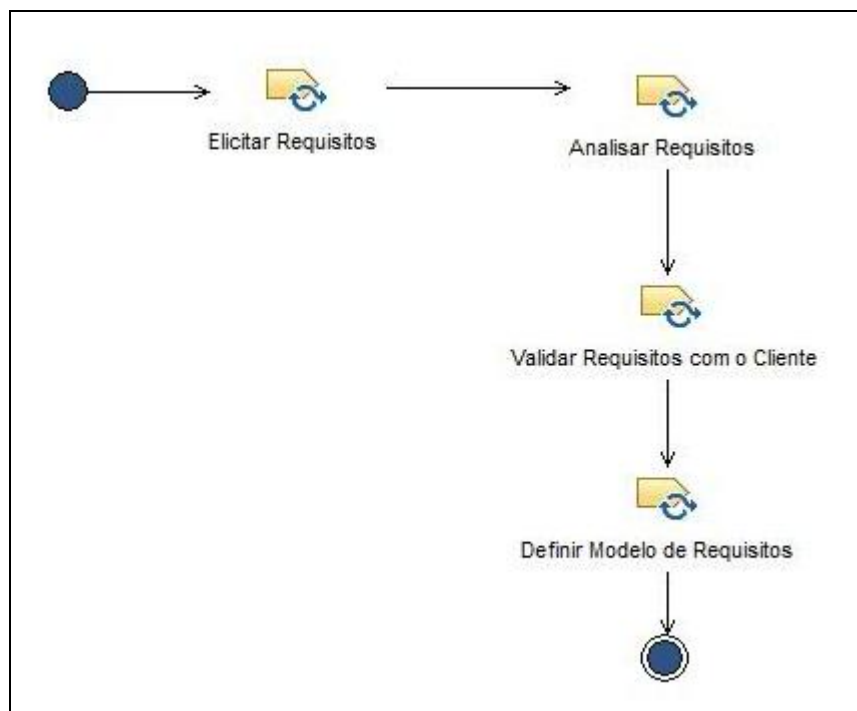 Elicitar Requisitos
Analisar Requisitos
Validar Requisitos com o Cliente
Definir Modelo de Requisitos